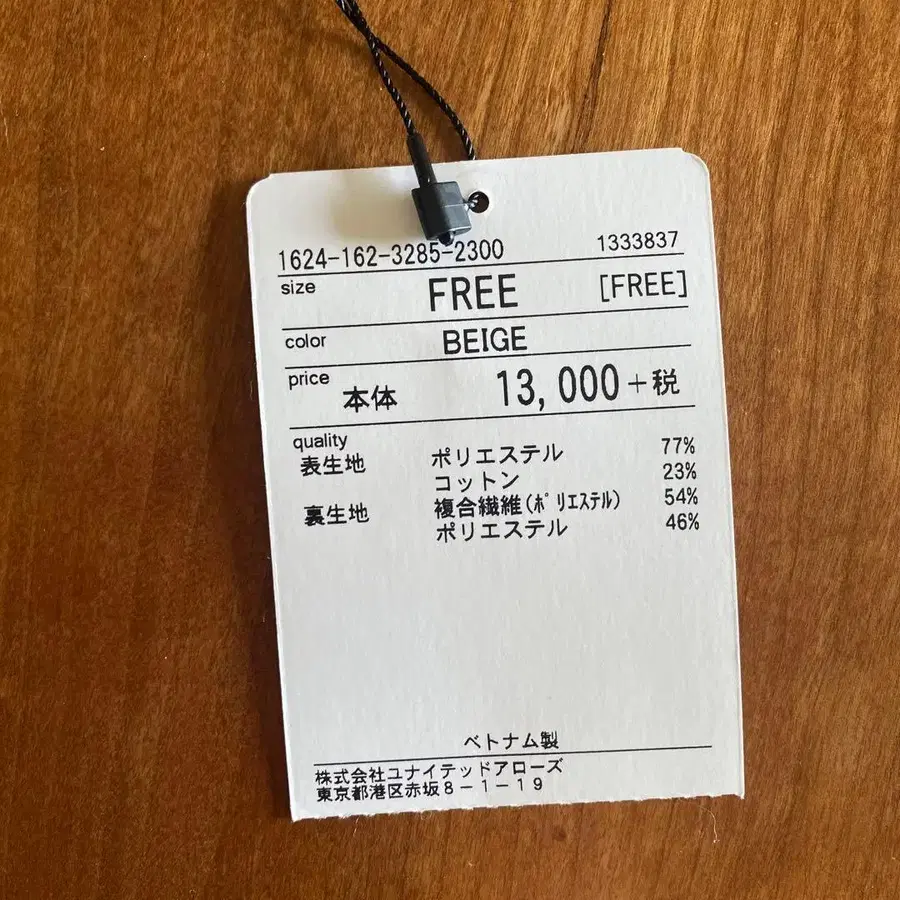 1624-162-3285-2300 1333837
size FREE [FREE]
color BEIGE
price 本体 13,000+税
quality
表生地 ポリエステル 77%
コットン 23%
裏生地 複合繊維(ポリエステル) 54%
ポリエステル 46%
ベトナム製
株式会社ユナイテッドアローズ
東京都港区赤坂8-1-19